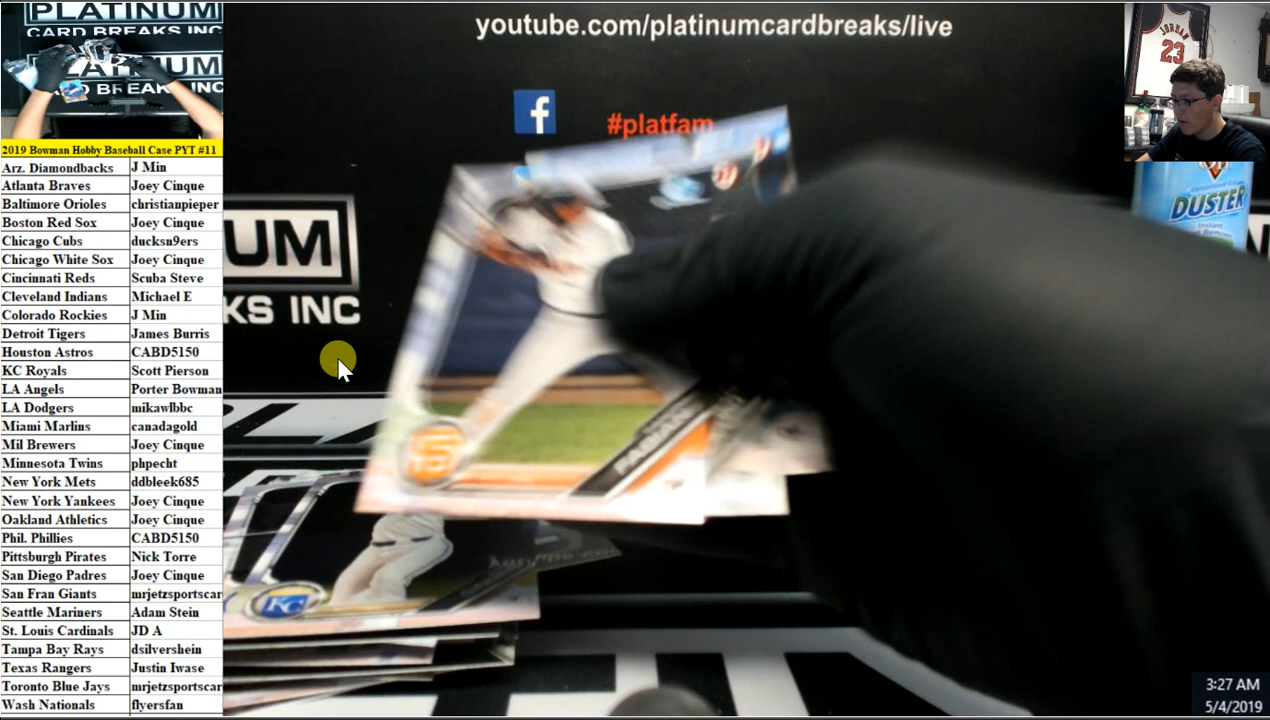 PLATINUM
CARD BREAKS INC
youtube.com/platinumcardbreaks/live
#platfam
JORDAN
23
DUSTER
UM
KS INC
SF
KC
2019 Bowman Hobby Baseball Case PYT #11
Arz. Diamondbacks J Min
Atlanta Braves Joey Cinque
Baltimore Orioles christianpieper
Boston Red Sox Joey Cinque
Chicago Cubs ducksn9ers
Chicago White Sox Joey Cinque
Cincinnati Reds Scuba Steve
Cleveland Indians Michael E
Colorado Rockies J Min
Detroit Tigers James Burris
Houston Astros CABD5150
KC Royals Scott Pierson
LA Angels Porter Bowman
LA Dodgers mikawlbbc
Miami Marlins canadagold
Mil Brewers Joey Cinque
Minnesota Twins phpecht
New York Mets ddbleek685
New York Yankees Joey Cinque
Oakland Athletics Joey Cinque
Phil. Phillies CABD5150
Pittsburgh Pirates Nick Torre
San Diego Padres Joey Cinque
San Fran Giants mrjetzsportscar
Seattle Mariners Adam Stein
St. Louis Cardinals JD A
Tampa Bay Rays dsilvershein
Texas Rangers Justin Iwase
Toronto Blue Jays mrjetzsportscar
Wash Nationals flyersfan
3:27 AM
5/4/2019